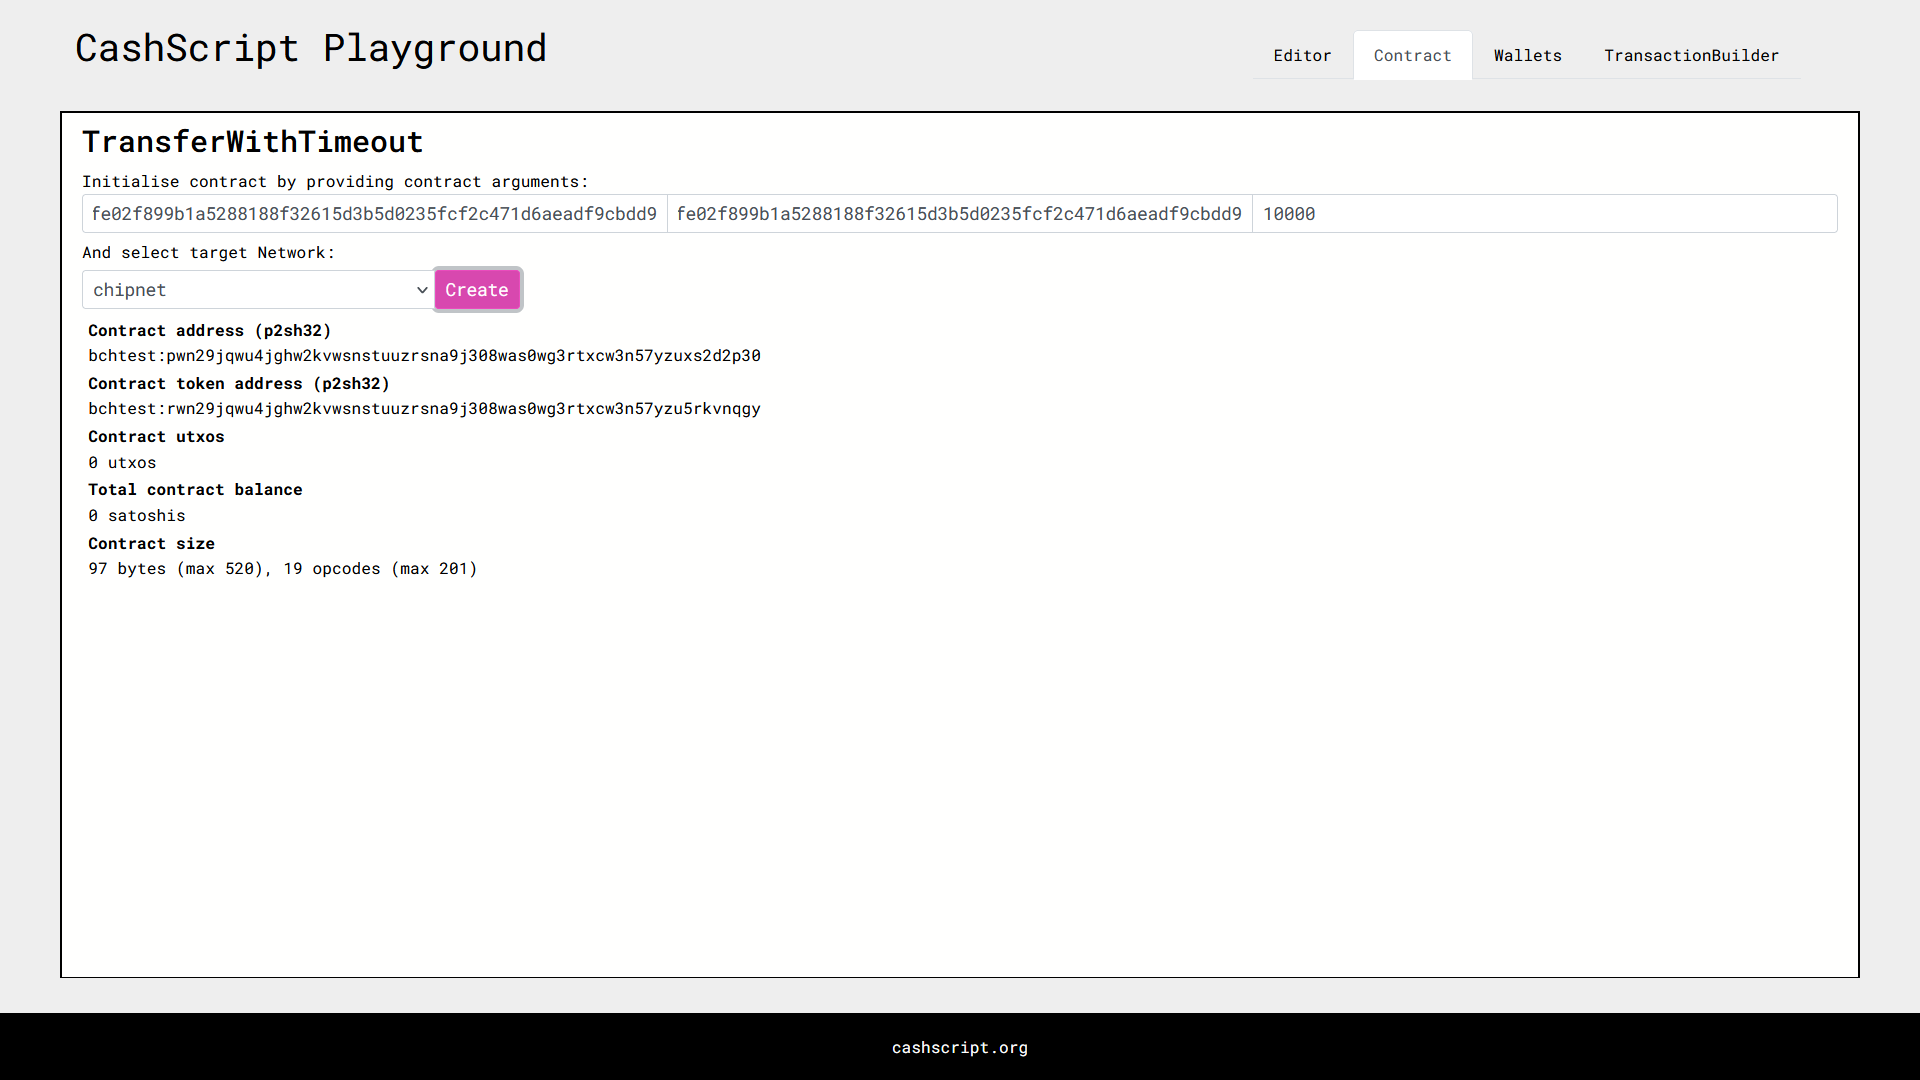 CashScript Playground
Editor
Contract
Wallets
TransactionBuilder
TransferWithTimeout
Initialise contract by providing contract arguments:
fe02f899b1a5288188f32615d3b5d0235fcf2c471d6aeadf9cbdd9
fe02f899b1a5288188f32615d3b5d0235fcf2c471d6aeadf9cbdd9
10000
And select target Network:
chipnet
Create
Contract address (p2sh32)
bchtest:pwn29jqwu4jghw2kvwsnstuuzrsna9j308was0wg3rtxcw3n57yzuxs2d2p30
Contract token address (p2sh32)
bchtest:rwn29jqwu4jghw2kvwsnstuuzrsna9j308was0wg3rtxcw3n57yzu5rkvnqgy
Contract utxos
0 utxos
Total contract balance
0 satoshis
Contract size
97 bytes (max 520), 19 opcodes (max 201)
cashscript.org